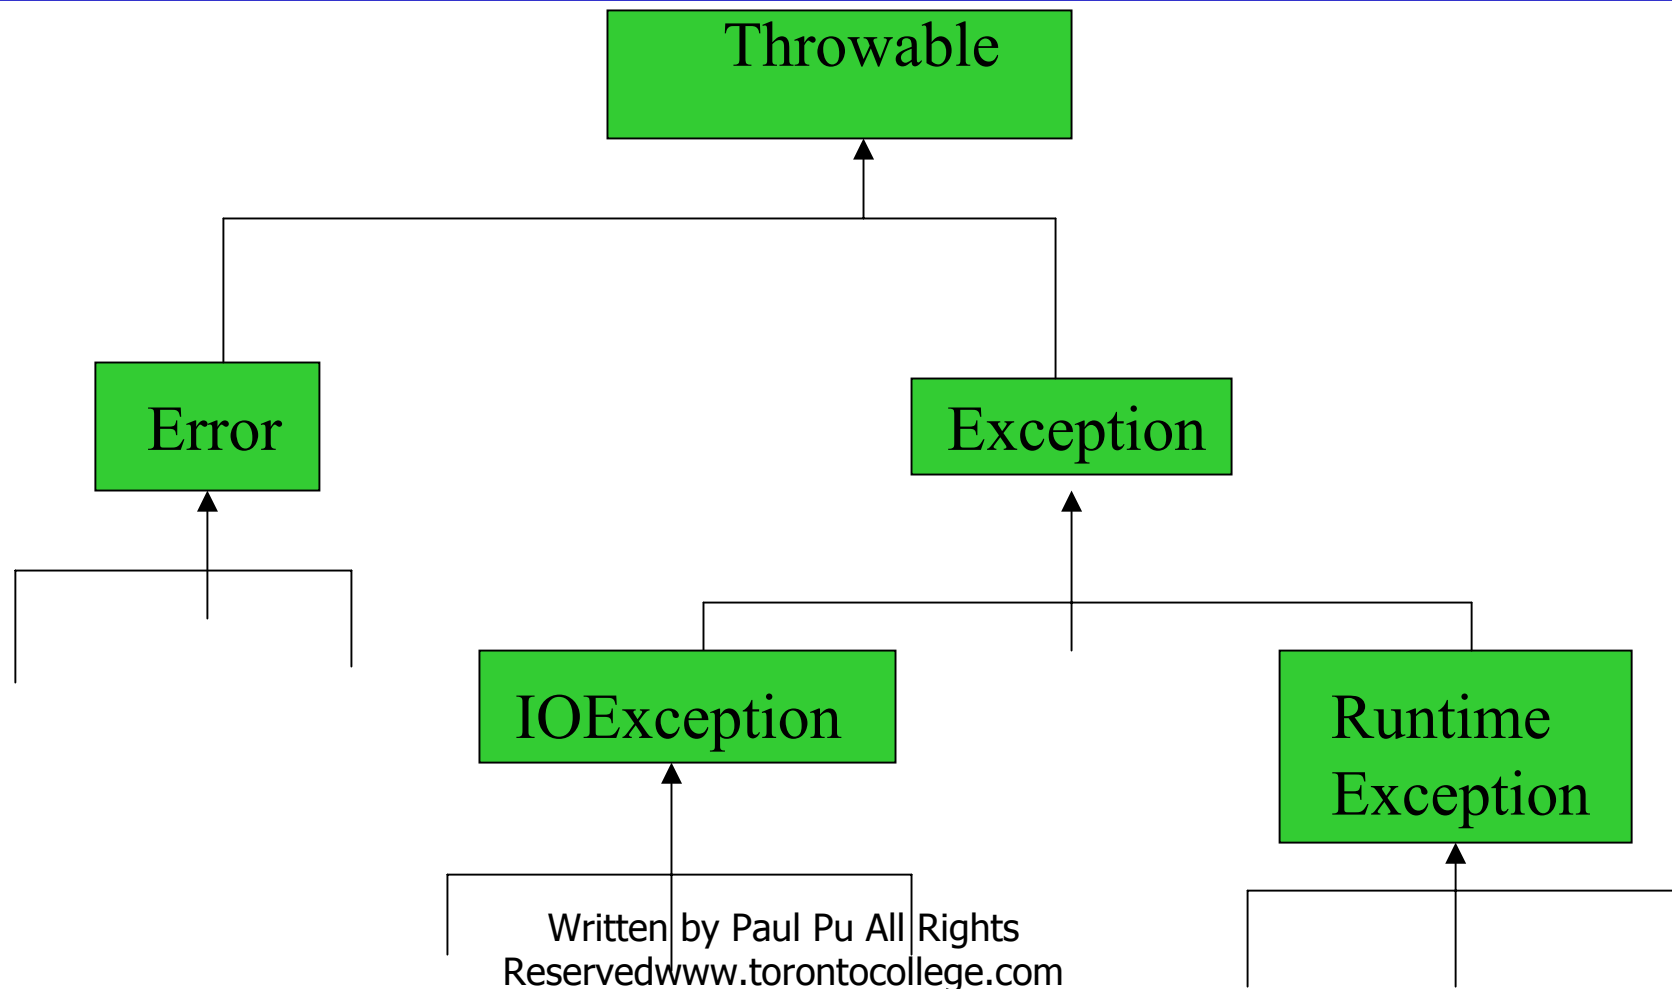 Throwable
Error
Exception
IOException
Runtime
Exception
Written by Paul Pu All Rights
Reservedwww.torontocollege.com